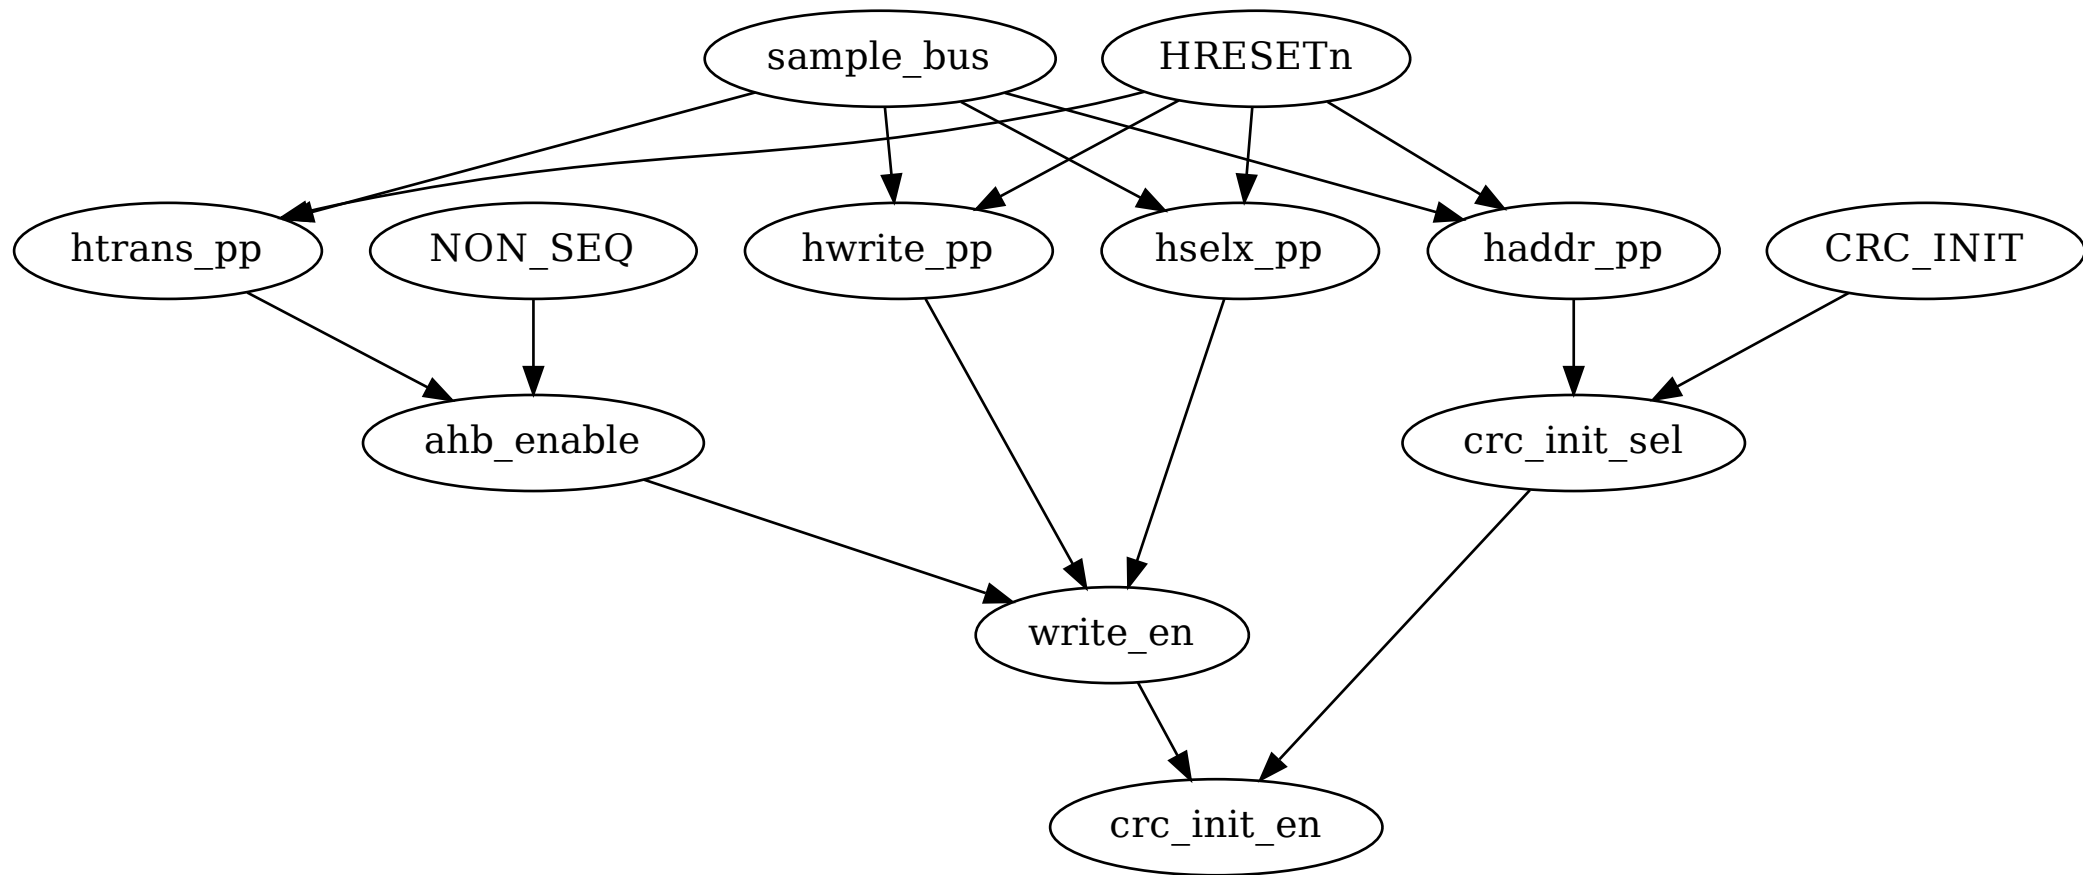 sample_bus
HRESETn
htrans_pp
NON_SEQ
hwrite_pp
hselx_pp
haddr_pp
CRC_INIT
ahb_enable
crc_init_sel
write_en
crc_init_en